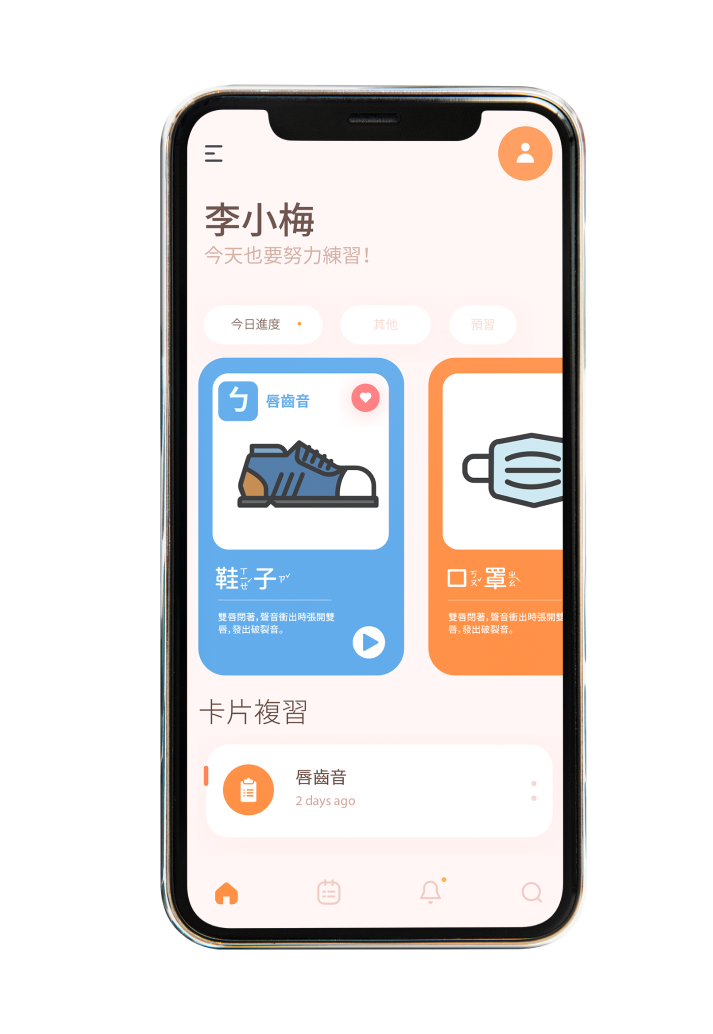 李小梅
今天也要努力練習!
今日進度
其他
預習
ㄅ 唇齒音
鞋ㄒㄧㄝˊ子ㄗˇ
雙唇閉著,聲音衝出時張開雙
唇,發出破裂音。
口ㄎㄡˇ罩ㄓㄠˋ
雙唇閉著,聲音衝出時張開雙
唇,發出破裂音。
卡片複習
唇齒音
2 days ago